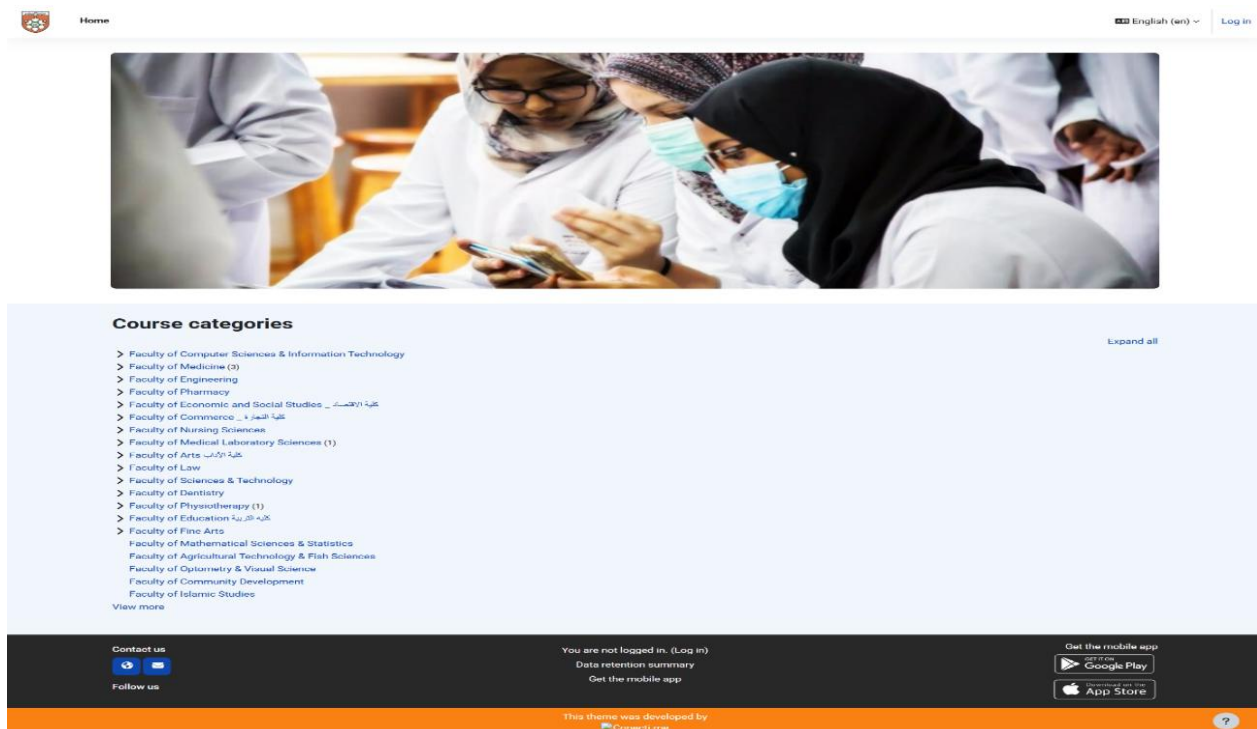 Home
English (en)
Log in
Course categories
Expand all
Faculty of Computer Sciences & Information Technology
Faculty of Medicine (3)
Faculty of Engineering
Faculty of Pharmacy
Faculty of Economic and Social Studies _ كلية الاقتصاد
Faculty of Commerce _ كلية التجارة
Faculty of Nursing Sciences
Faculty of Medical Laboratory Sciences (1)
Faculty of Arts كلية الآداب
Faculty of Law
Faculty of Sciences & Technology
Faculty of Dentistry
Faculty of Physiotherapy (1)
Faculty of Education كلية التربية
Faculty of Fine Arts
Faculty of Mathematical Sciences & Statistics
Faculty of Agricultural Technology & Fish Sciences
Faculty of Optometry & Visual Science
Faculty of Community Development
Faculty of Islamic Studies
View more
Contact us
Follow us
You are not logged in. (Log in)
Data retention summary
Get the mobile app
Get the mobile app
GET IT ON
Google Play
Download on the
App Store
This theme was developed by
Conecti.me
?